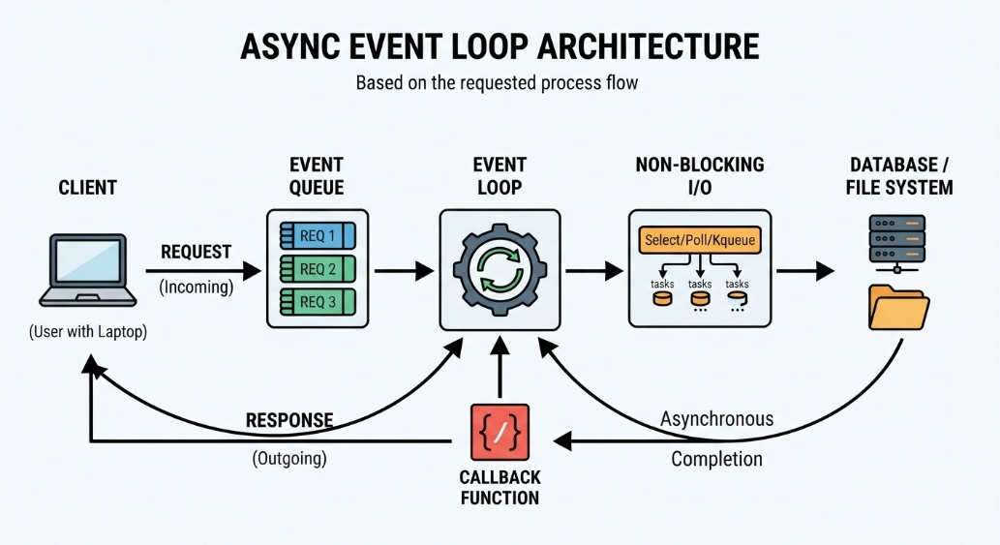 ASYNC EVENT LOOP ARCHITECTURE
Based on the requested process flow
CLIENT
(User with Laptop)
REQUEST
(Incoming)
EVENT
QUEUE
REQ 1
REQ 2
REQ 3
EVENT
LOOP
NON-BLOCKING
I/O
Select/Poll/Kqueue
tasks tasks tasks
DATABASE /
FILE SYSTEM
RESPONSE
(Outgoing)
{/}
CALLBACK
FUNCTION
Asynchronous
Completion